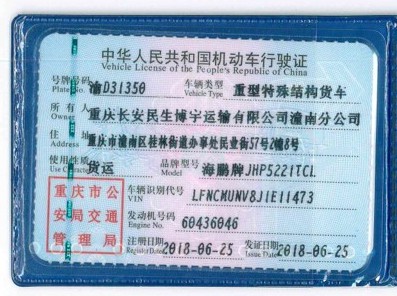 中华人民共和国机动车行驶证
Vehicle License of the People's Republic of China
号牌号码 渝D31350 车辆类型 重型特殊结构货车
Plate No. Vehicle Type
所有人 重庆长安民生博宇运输有限公司潼南分公司
Owner
住址 重庆市潼南区桂林街道办事处民业街57号2幢8号
Address
使用性质 货运 品牌型号 海鹏牌JHP5221TCL
Use Character Model
重庆市公 车辆识别代号 LFNCMUNV8J1E11473
VIN
安局交通 发动机号码 60436046
Engine No.
管理局 注册日期 2018-06-25 发证日期 2018-06-25
Register Date Issue Date